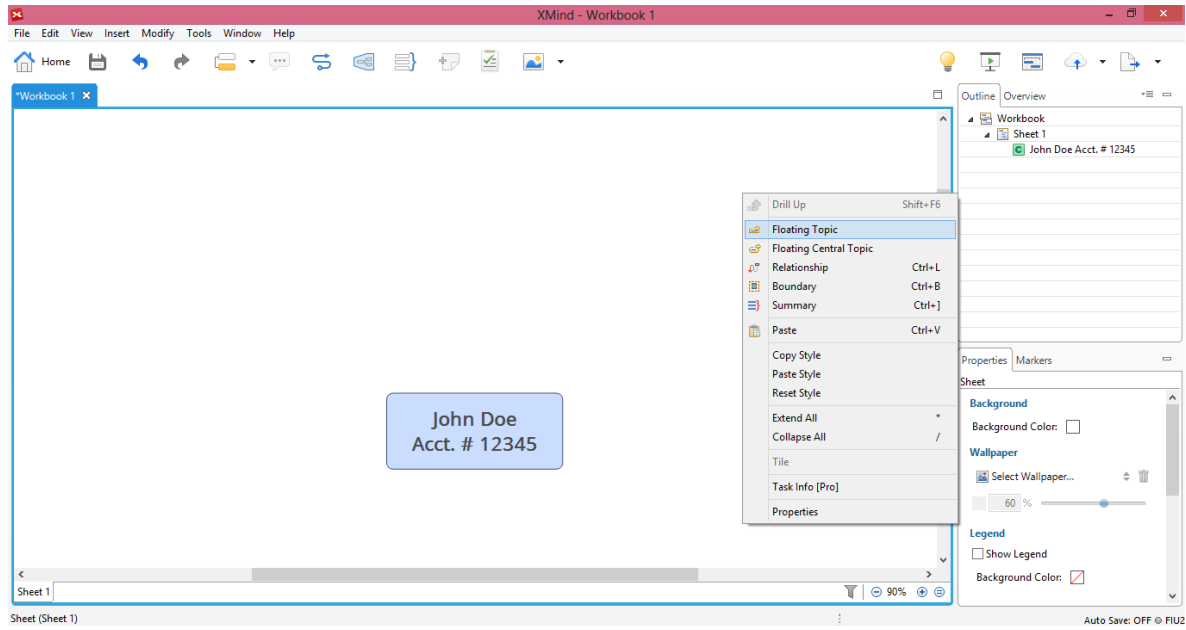 XMind - Workbook 1
File Edit View Insert Modify Tools Window Help
Home
*Workbook 1
Outline Overview
Workbook
Sheet 1
C John Doe Acct. # 12345
Drill Up Shift+F6
Floating Topic
Floating Central Topic
Relationship Ctrl+L
Boundary Ctrl+B
Summary Ctrl+]
Paste Ctrl+V
Copy Style
Paste Style
Reset Style
Extend All *
Collapse All /
Tile
Task Info [Pro]
Properties
John Doe
Acct. # 12345
Properties Markers
Sheet
Background
Background Color:
Wallpaper
Select Wallpaper...
60 %
Legend
Show Legend
Background Color:
Sheet 1
90%
Sheet (Sheet 1)
Auto Save: OFF FIU2